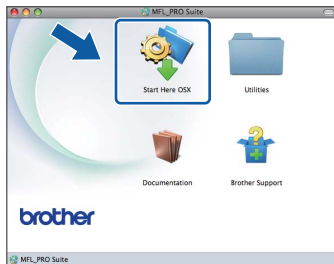 MFL_PRO Suite
Start Here OSX
Utilities
Documentation
Brother Support
brother
MFL_PRO Suite